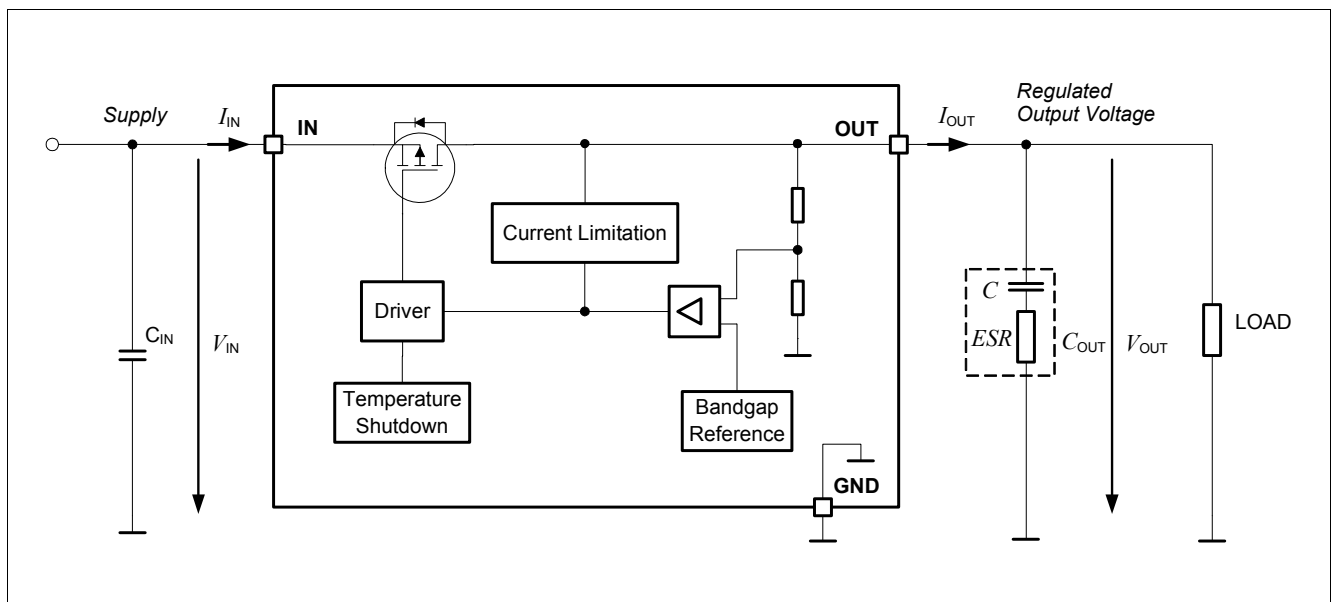 Supply
I_IN
IN
OUT
I_OUT
Regulated
Output Voltage
Current Limitation
Driver
C_IN
V_IN
C
ESR
C_OUT
V_OUT
LOAD
Temperature
Shutdown
Bandgap
Reference
GND